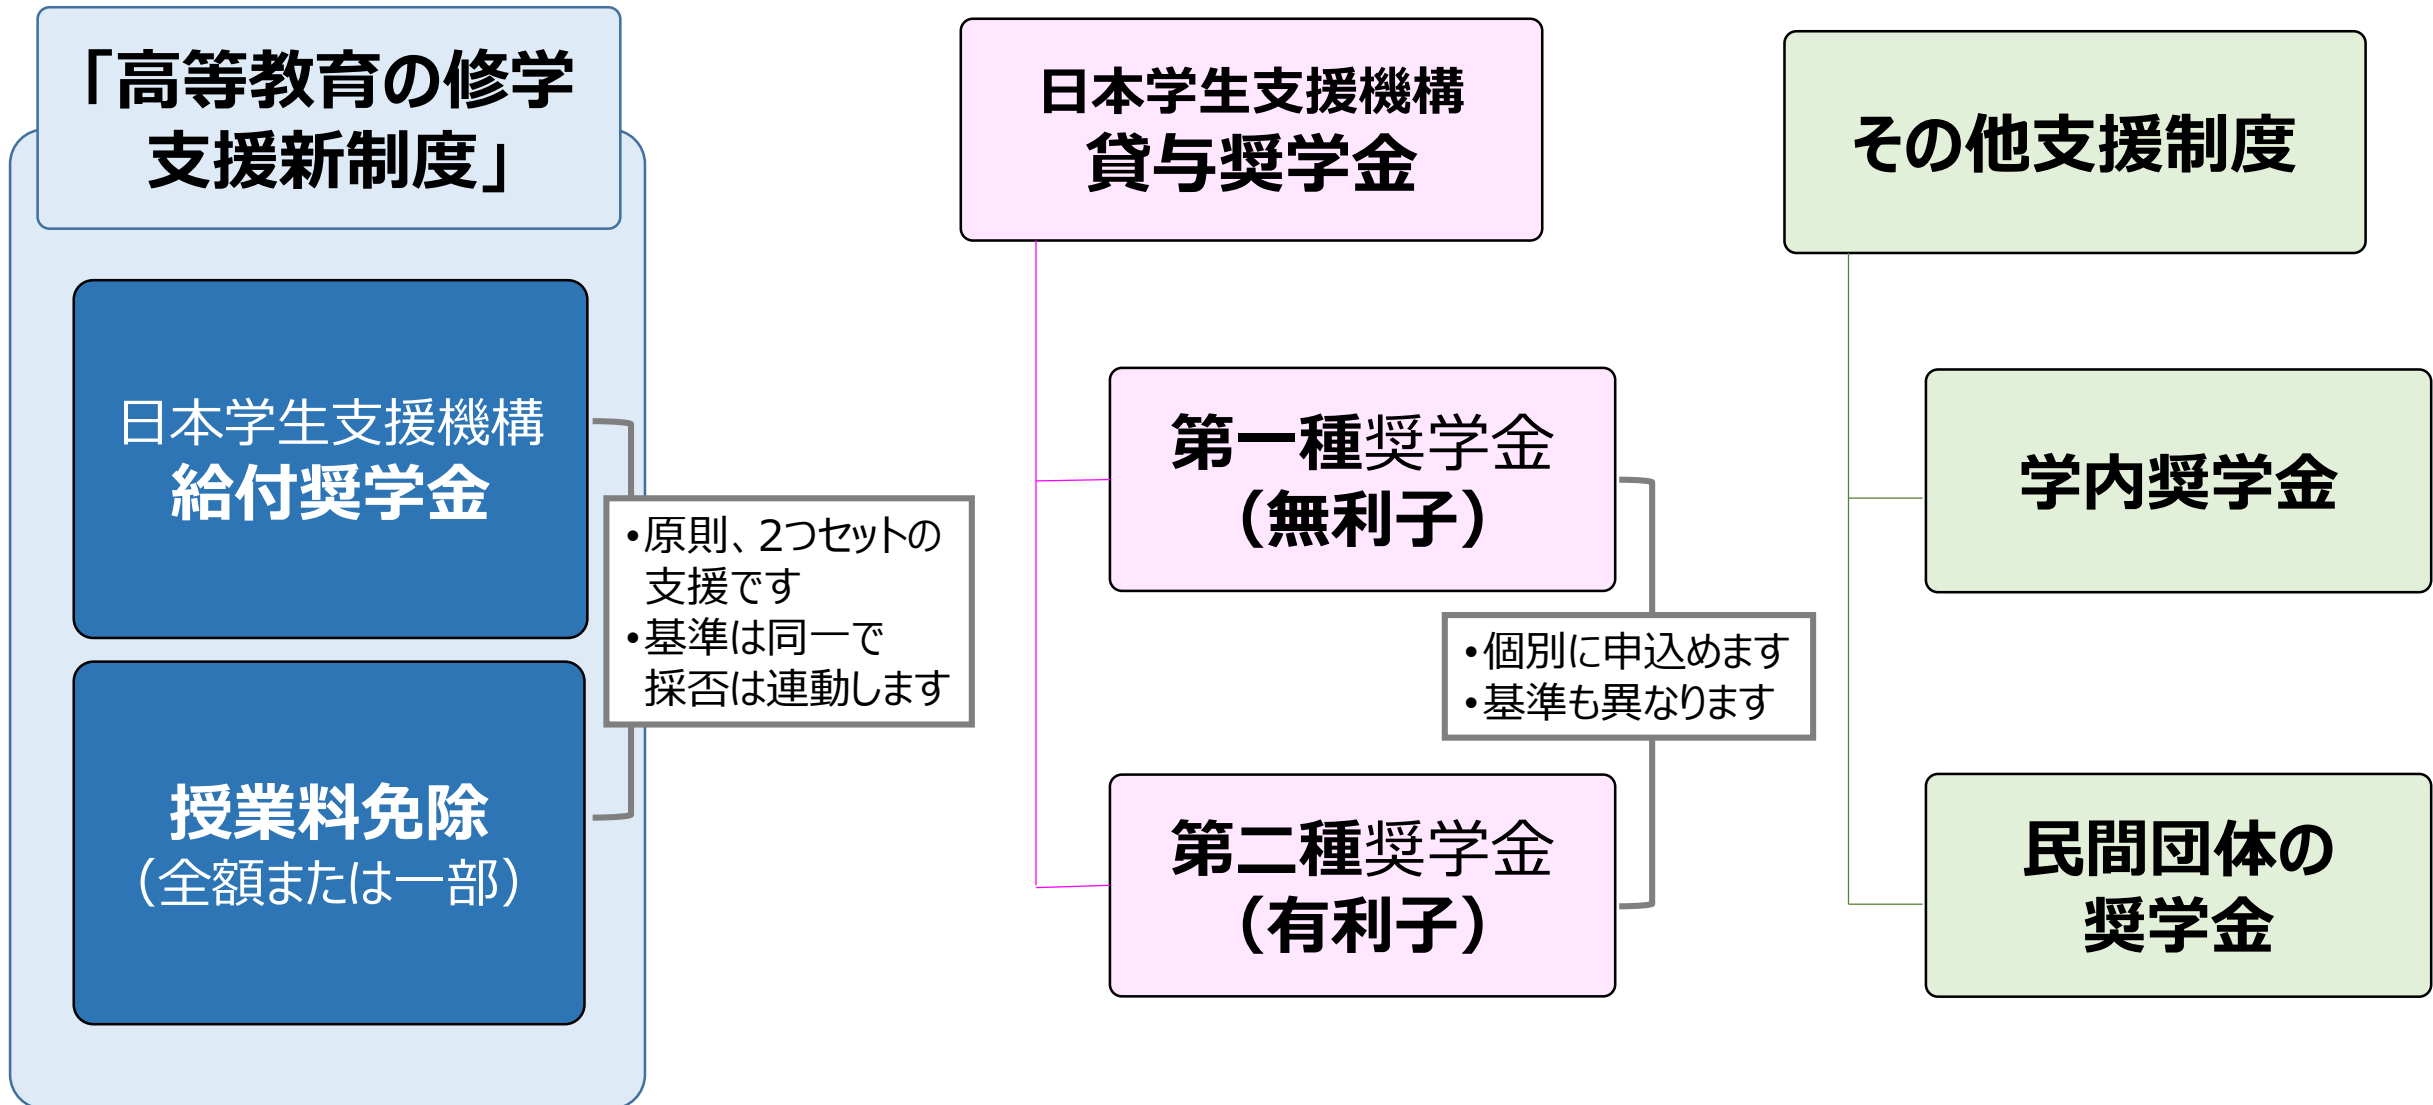 「高等教育の修学
支援新制度」
日本学生支援機構
給付奨学金
授業料免除
（全額または一部）
•原則、2つセットの
支援です
•基準は同一で
採否は連動します
日本学生支援機構
貸与奨学金
第一種奨学金
（無利子）
第二種奨学金
（有利子）
•個別に申込めます
•基準も異なります
その他支援制度
学内奨学金
民間団体の
奨学金